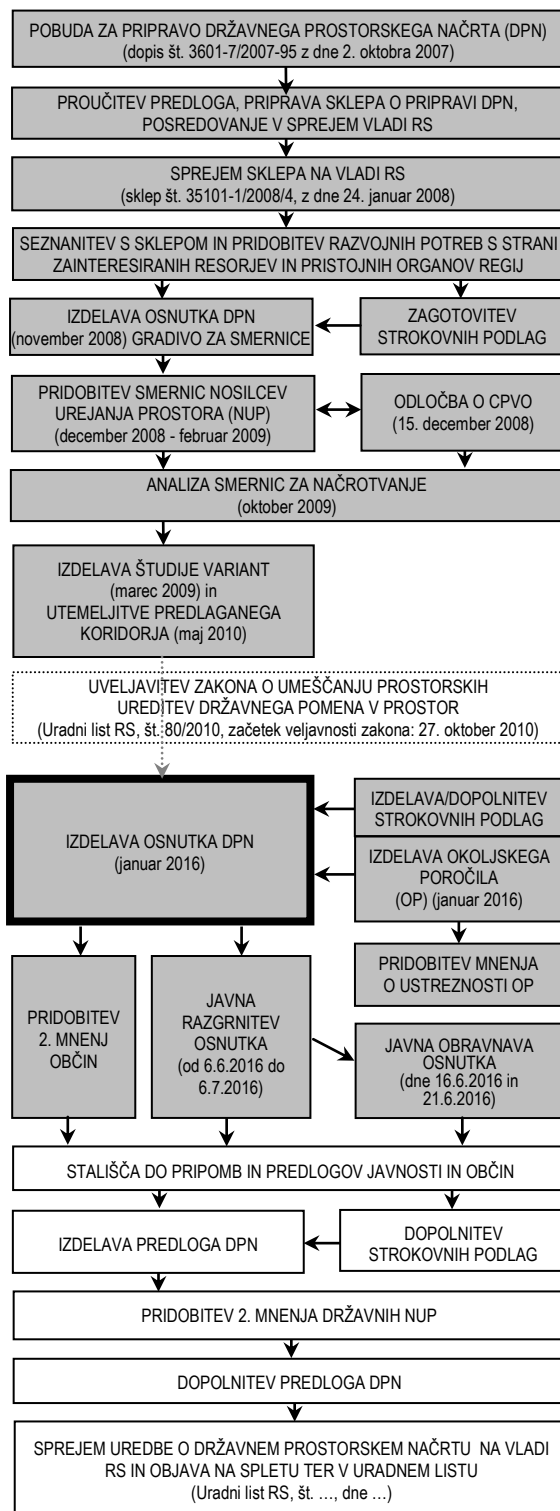 POBUDA ZA PRIPRAVO DRŽAVNEGA PROSTORSKEGA NAČRTA (DPN)
(dopis št. 3601-7/2007-95 z dne 2. oktobra 2007)
PROUČITEV PREDLOGA, PRIPRAVA SKLEPA O PRIPRAVI DPN,
POSREDOVANJE V SPREJEM VLADI RS
SPREJEM SKLEPA NA VLADI RS
(sklep št. 35101-1/2008/4, z dne 24. januar 2008)
SEZNANITEV S SKLEPOM IN PRIDOBITEV RAZVOJNIH POTREB S STRANI
ZAINTERESIRANIH RESORJEV IN PRISTOJNIH ORGANOV REGIJ
IZDELAVA OSNUTKA DPN
(november 2008) GRADIVO ZA SMERNICE
ZAGOTOVITEV
STROKOVNIH PODLAG
PRIDOBITEV SMERNIC NOSILCEV
UREJANJA PROSTORA (NUP)
(december 2008 - februar 2009)
ODLOČBA O CPVO
(15. december 2008)
ANALIZA SMERNIC ZA NAČROTVANJE
(oktober 2009)
IZDELAVA ŠTUDIJE VARIANT
(marec 2009) in
UTEMELJITVE PREDLAGANEGA
KORIDORJA (maj 2010)
UVELJAVITEV ZAKONA O UMEŠČANJU PROSTORSKIH
UREDITEV DRŽAVNEGA POMENA V PROSTOR
(Uradni list RS, št. 80/2010, začetek veljavnosti zakona: 27. oktober 2010)
IZDELAVA OSNUTKA DPN
(januar 2016)
IZDELAVA/DOPOLNITEV
STROKOVNIH PODLAG
IZDELAVA OKOLJSKEGA
POROČILA
(OP) (januar 2016)
PRIDOBITEV MNENJA
O USTREZNOSTI OP
PRIDOBITEV
2. MNENJ
OBČIN
JAVNA
RAZGRNITEV
OSNUTKA
(od 6.6.2016 do
6.7.2016)
JAVNA OBRAVNAVA
OSNUTKA
(dne 16.6.2016 in
21.6.2016)
STALIŠČA DO PRIPOMB IN PREDLOGOV JAVNOSTI IN OBČIN
IZDELAVA PREDLOGA DPN
DOPOLNITEV
STROKOVNIH PODLAG
PRIDOBITEV 2. MNENJA DRŽAVNIH NUP
DOPOLNITEV PREDLOGA DPN
SPREJEM UREDBE O DRŽAVNEM PROSTORSKEM NAČRTU NA VLADI
RS IN OBJAVA NA SPLETU TER V URADNEM LISTU
(Uradni list RS, št. …, dne …)